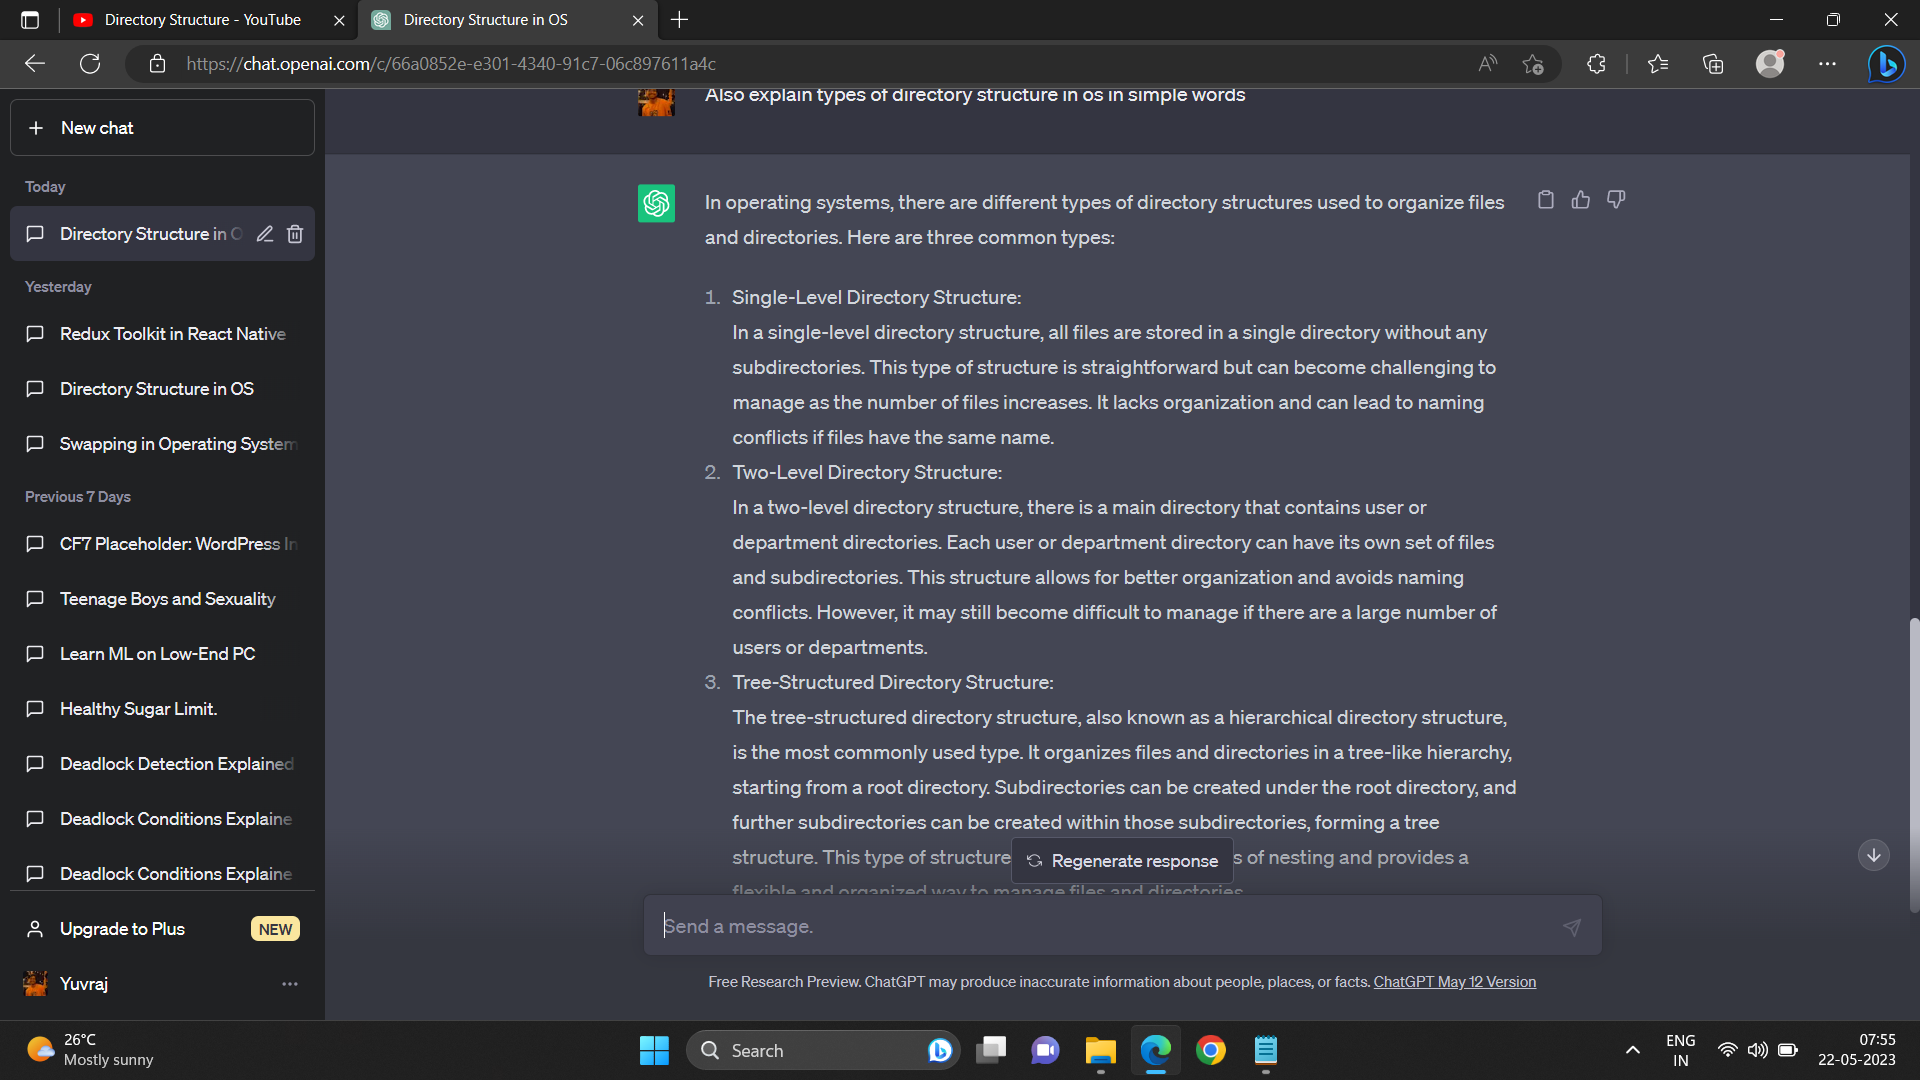 Directory Structure - YouTube
Directory Structure in OS
https://chat.openai.com/c/66a0852e-e301-4340-91c7-06c897611a4c
New chat
Today
Directory Structure in O
Yesterday
Redux Toolkit in React Native
Directory Structure in OS
Swapping in Operating System
Previous 7 Days
CF7 Placeholder: WordPress In
Teenage Boys and Sexuality
Learn ML on Low-End PC
Healthy Sugar Limit.
Deadlock Detection Explained
Deadlock Conditions Explaine
Deadlock Conditions Explaine
Upgrade to Plus
NEW
Yuvraj
Also explain types of directory structure in os in simple words
In operating systems, there are different types of directory structures used to organize files
and directories. Here are three common types:
1. Single-Level Directory Structure:
In a single-level directory structure, all files are stored in a single directory without any
subdirectories. This type of structure is straightforward but can become challenging to
manage as the number of files increases. It lacks organization and can lead to naming
conflicts if files have the same name.
2. Two-Level Directory Structure:
In a two-level directory structure, there is a main directory that contains user or
department directories. Each user or department directory can have its own set of files
and subdirectories. This structure allows for better organization and avoids naming
conflicts. However, it may still become difficult to manage if there are a large number of
users or departments.
3. Tree-Structured Directory Structure:
The tree-structured directory structure, also known as a hierarchical directory structure,
is the most commonly used type. It organizes files and directories in a tree-like hierarchy,
starting from a root directory. Subdirectories can be created under the root directory, and
further subdirectories can be created within those subdirectories, forming a tree
structure. This type of structure
Regenerate response
s of nesting and provides a
flexible and organized way to manage files and directories.
Send a message.
Free Research Preview. ChatGPT may produce inaccurate information about people, places, or facts. ChatGPT May 12 Version
26°C
Mostly sunny
Search
ENG
IN
07:55
22-05-2023